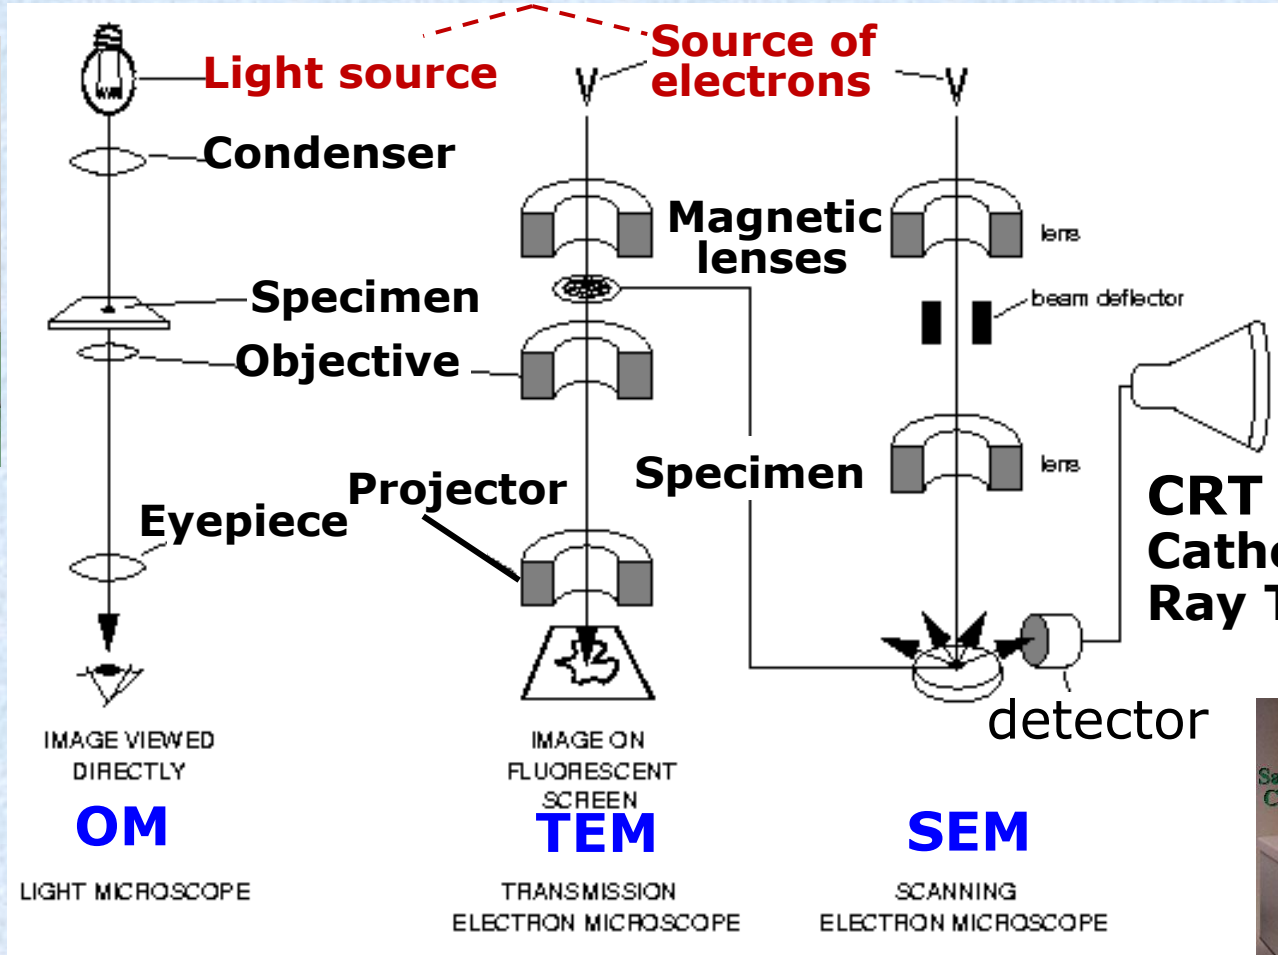 Light source
Source of
electrons
Condenser
Magnetic
lenses
lens
Specimen
beam deflector
Objective
lens
Specimen
Projector
Eyepiece
CRT
Ray
detector
IMAGE VIEWED
DIRECTLY
IMAGE ON
FLUORESCENT
SCREEN
OM
TEM
SEM
LIGHT MICROSCOPE
TRANSMISSION
ELECTRON MICROSCOPE
SCANNING
ELECTRON MICROSCOPE